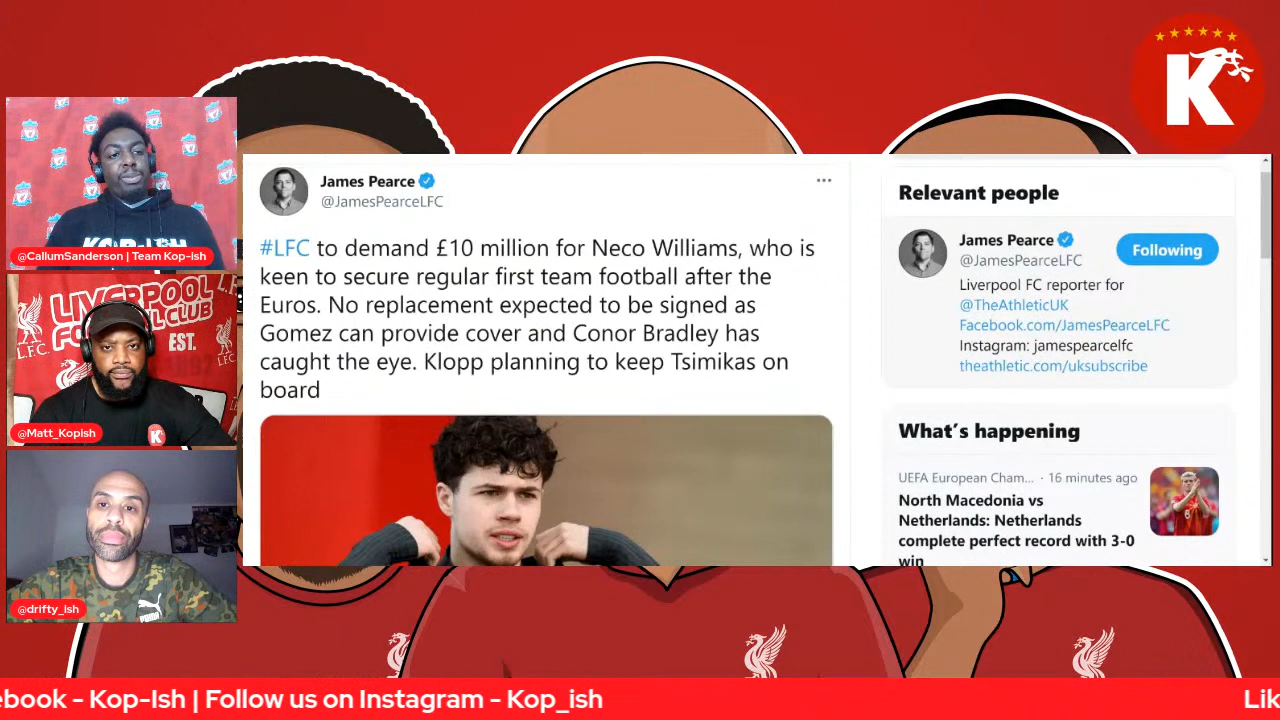 K
@CallumSanderson | Team Kop-ish
LIVERPOOL
FOOTBALL CLUB
EST.
L.F.C.
@Matt_Kopish
K
@drifty_ish
PUMA
James Pearce
@JamesPearceLFC
#LFC to demand £10 million for Neco Williams, who is
keen to secure regular first team football after the
Euros. No replacement expected to be signed as
Gomez can provide cover and Conor Bradley has
caught the eye. Klopp planning to keep Tsimikas on
board
Relevant people
James Pearce
@JamesPearceLFC
Following
Liverpool FC reporter for
@TheAthleticUK
Facebook.com/JamesPearceLFC
Instagram: jamespearcelfc
theathletic.com/uksubscribe
What's happening
UEFA European Cham... · 16 minutes ago
North Macedonia vs
Netherlands: Netherlands
complete perfect record with 3-0
win
ebook - Kop-Ish | Follow us on Instagram - Kop_ish
Lik